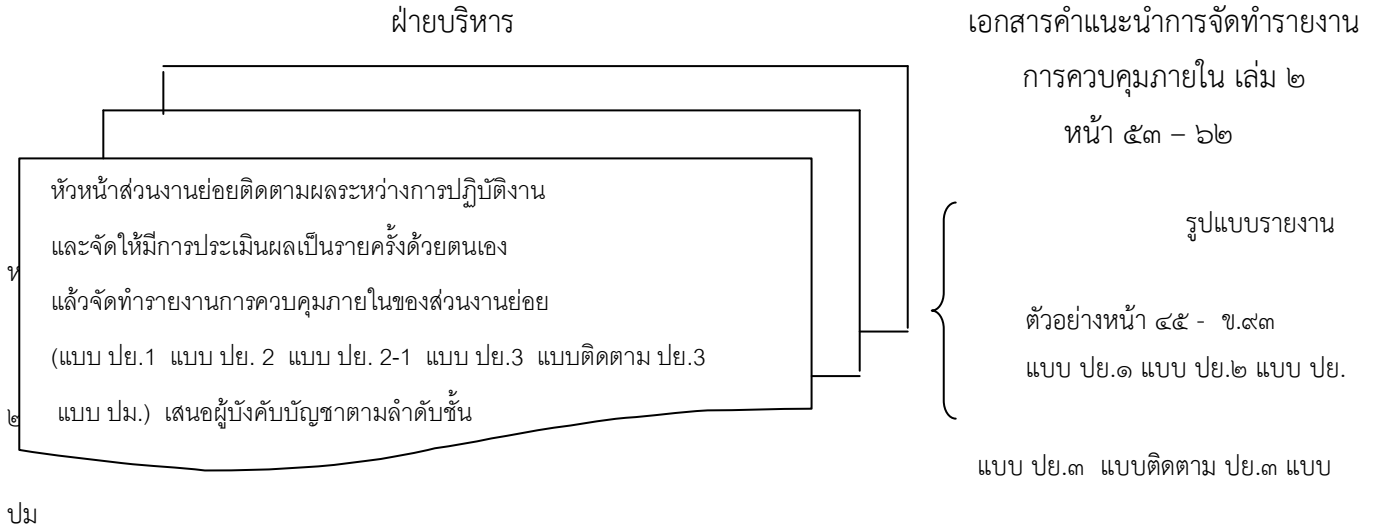 ฝ่ายบริหาร
เอกสารคำแนะนำการจัดทำรายงาน
การควบคุมภายใน เล่ม ๒
หน้า ๕๓ – ๖๒
หัวหน้าส่วนงานย่อยติดตามผลระหว่างการปฏิบัติงาน
และจัดให้มีการประเมินผลเป็นรายครั้งด้วยตนเอง
แล้วจัดทำรายงานการควบคุมภายในของส่วนงานย่อย
(แบบ ปย.1 แบบ ปย. 2 แบบ ปย. 2-1 แบบ ปย.3 แบบติดตาม ปย.3
แบบ ปม.) เสนอผู้บังคับบัญชาตามลำดับชั้น
รูปแบบรายงาน
ตัวอย่างหน้า ๔๕ - ข.๙๓
แบบ ปย.๑ แบบ ปย.๒ แบบ ปย.
๒
แบบ ปย.๓ แบบติดตาม ปย.๓ แบบ
ปม